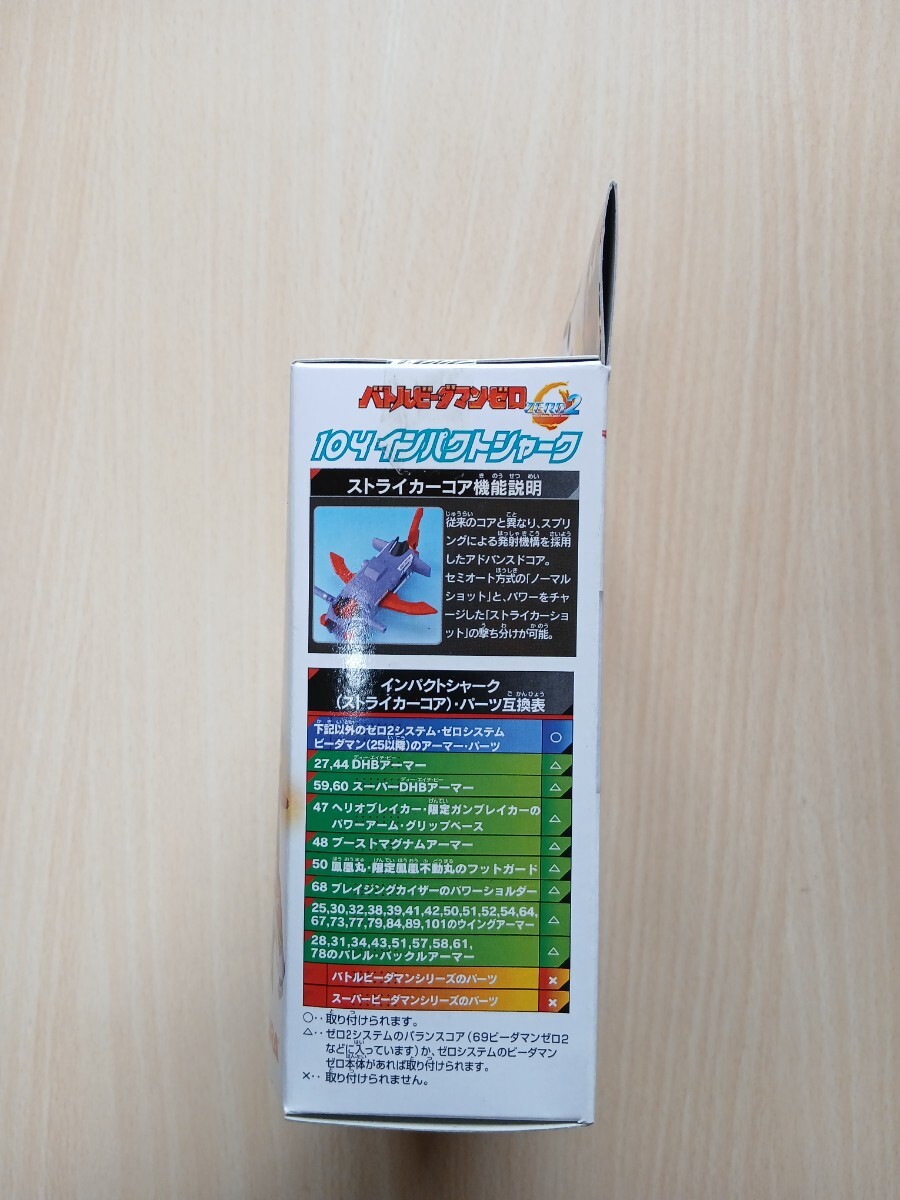 バトルビーダマンゼロ ZERO2
104 インパクトシャーク
ストライカーコア機能説明
従来のコアと異なり、スプリ
ングによる発射機構を採用
したアドバンスドコア。
セミオート方式の「ノーマル
ショット」と、パワーをチャ
ージした「ストライカーショ
ット」の撃ち分けが可能。
インパクトシャーク
(ストライカーコア)・パーツ互換表
下記以外のゼロ2システム・ゼロシステム
ビーダマン(25以降)のアーマー・パーツ ○
27,44 DHBアーマー △
59,60 スーパーDHBアーマー △
47 ヘリオブレイカー・限定ガンブレイカーの
パワーアーム・グリップベース △
48 ブーストマグナムアーマー △
50 鳳凰丸・限定鳳凰不動丸のフットガード △
68 ブレイジングカイザーのパワーショルダー △
25,30,32,38,39,41,42,50,51,52,54,64,
67,73,77,79,84,89,101のウイングアーマー △
28,31,34,43,51,57,58,61,
78のバレル・バックルアーマー △
バトルビーダマンシリーズのパーツ ×
スーパービーダマンシリーズのパーツ ×
○‥取り付けられます。
△‥ゼロ2システムのバランスコア(69ビーダマンゼロ2
などに入っています)か、ゼロシステムのビーダマン
ゼロ本体があれば取り付けられます。
×‥取り付けられません。